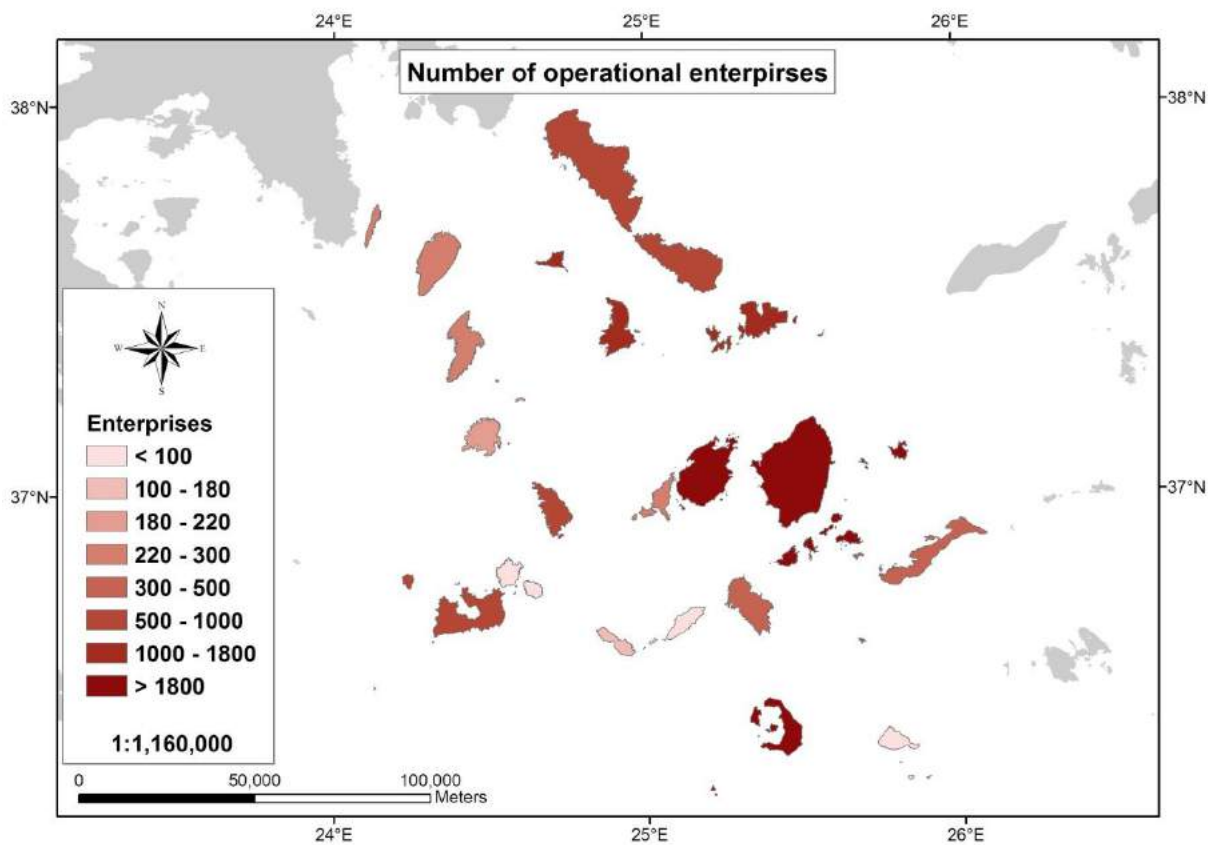 24°E 25°E 26°E
Number of operational enterpirses
38°N 38°N
N
W E
S
Enterprises
< 100
100 - 180
180 - 220
220 - 300
300 - 500
500 - 1000
1000 - 1800
> 1800
1:1,160,000
37°N 37°N
0 50,000 100,000
Meters
24°E 25°E 26°E